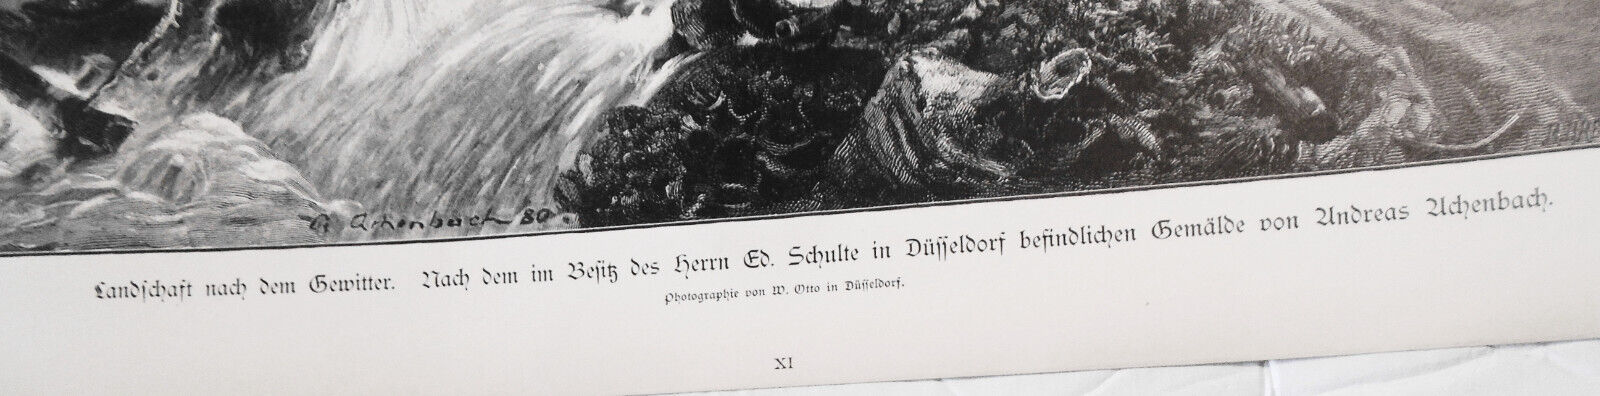 A Achenbach 80.
Landschaft nach dem Gewitter. Nach dem im Besitz des Herrn Ed. Schulte in Düsseldorf befindlichen Gemälde von Andreas Achenbach.
Photographie von W. Otto in Düsseldorf.
XI